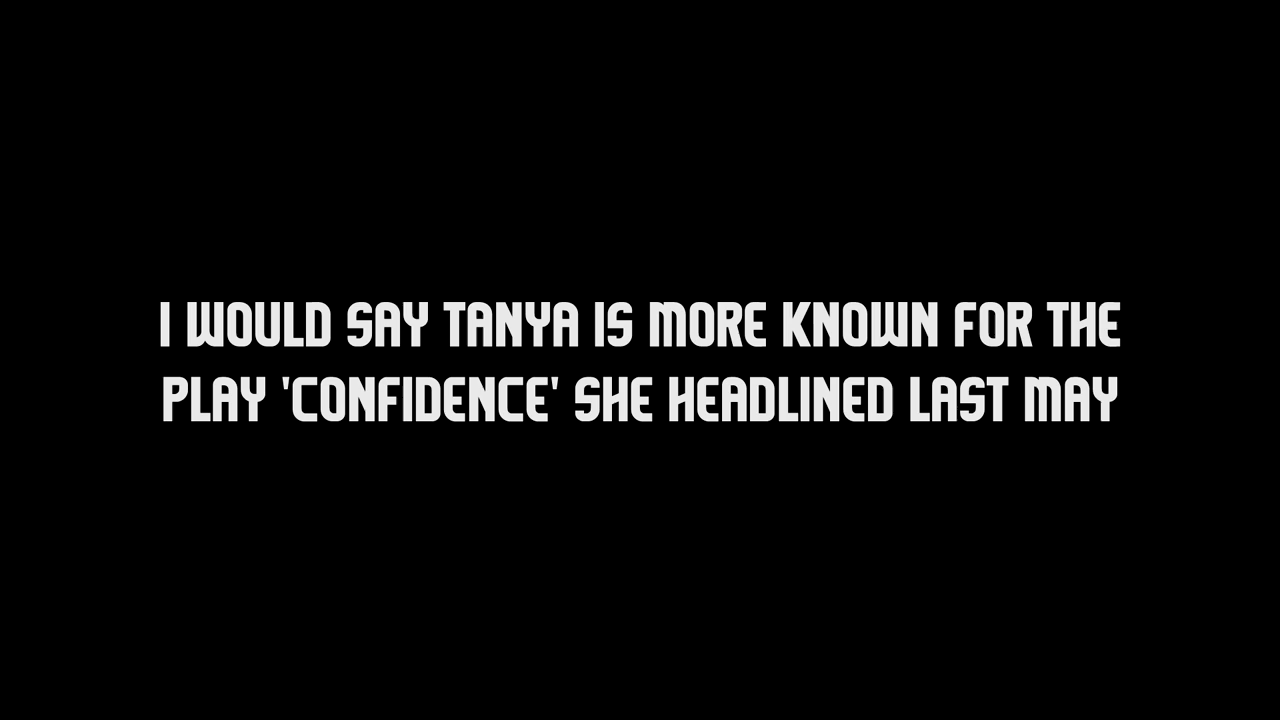 I WOULD SAY TANYA IS MORE KNOWN FOR THE
PLAY 'CONFIDENCE' SHE HEADLINED LAST MAY